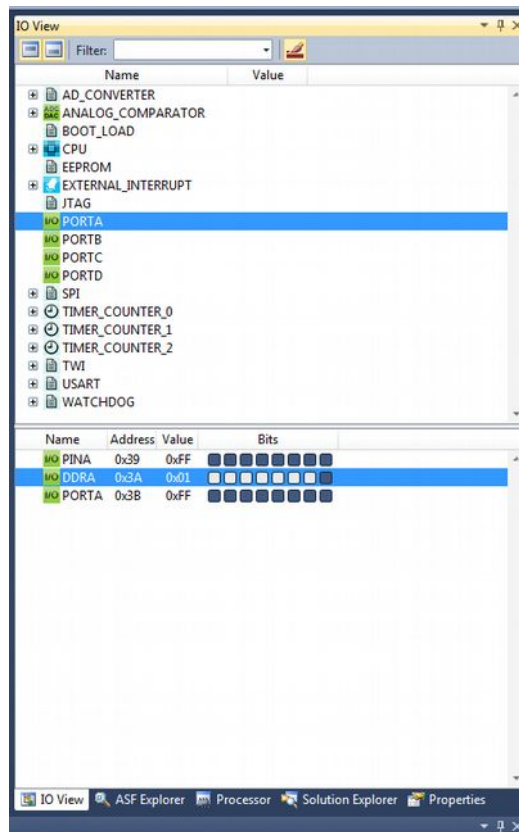 IO View
Filter:
Name Value
AD_CONVERTER
ADC DAC ANALOG_COMPARATOR
BOOT_LOAD
CPU
EEPROM
EXTERNAL_INTERRUPT
JTAG
I/O PORTA
I/O PORTB
I/O PORTC
I/O PORTD
SPI
TIMER_COUNTER_0
TIMER_COUNTER_1
TIMER_COUNTER_2
TWI
USART
WATCHDOG
Name Address Value Bits
I/O PINA 0x39 0xFF
I/O DDRA 0x3A 0x01
I/O PORTA 0x3B 0xFF
IO View ASF Explorer Processor Solution Explorer Properties